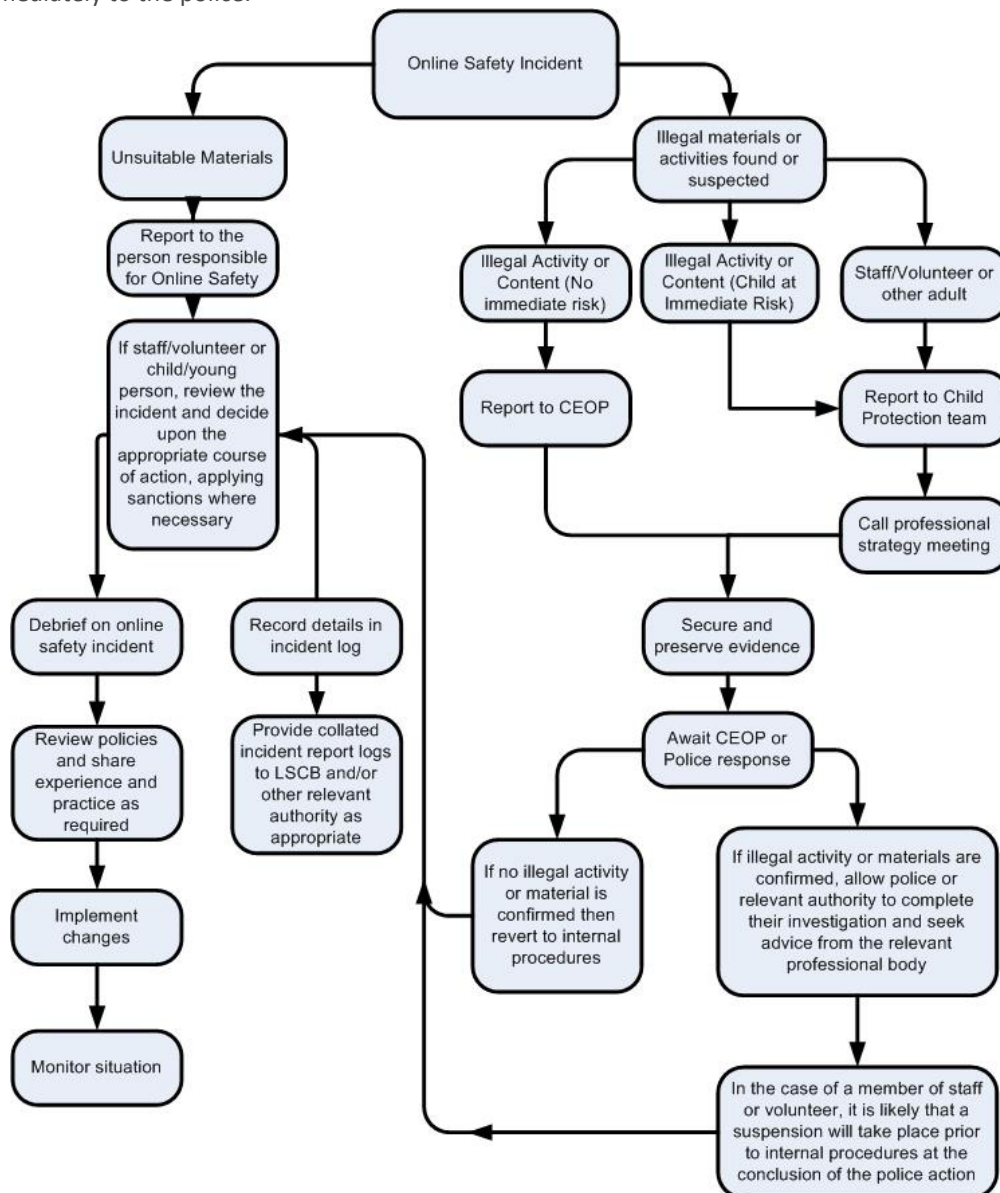 mediately to the police.
Online Safety Incident
Unsuitable Materials
Report to the
person responsible
for Online Safety
If staff/volunteer or
child/young
person, review the
incident and decide
upon the
appropriate course
of action, applying
sanctions where
necessary
Debrief on online
safety incident
Review policies
and share
experience and
practice as
required
Implement
changes
Monitor situation
Record details in
incident log
Provide collated
incident report logs
to LSCB and/or
other relevant
authority as
appropriate
Illegal materials or
activities found or
suspected
Illegal Activity or
Content (No
immediate risk)
Illegal Activity or
Content (Child at
Immediate Risk)
Staff/Volunteer or
other adult
Report to CEOP
Report to Child
Protection team
Call professional
strategy meeting
Secure and
preserve evidence
Await CEOP or
Police response
If no illegal activity
or material is
confirmed then
revert to internal
procedures
If illegal activity or materials are
confirmed, allow police or
relevant authority to complete
their investigation and seek
advice from the relevant
professional body
In the case of a member of staff
or volunteer, it is likely that a
suspension will take place prior
to internal procedures at the
conclusion of the police action